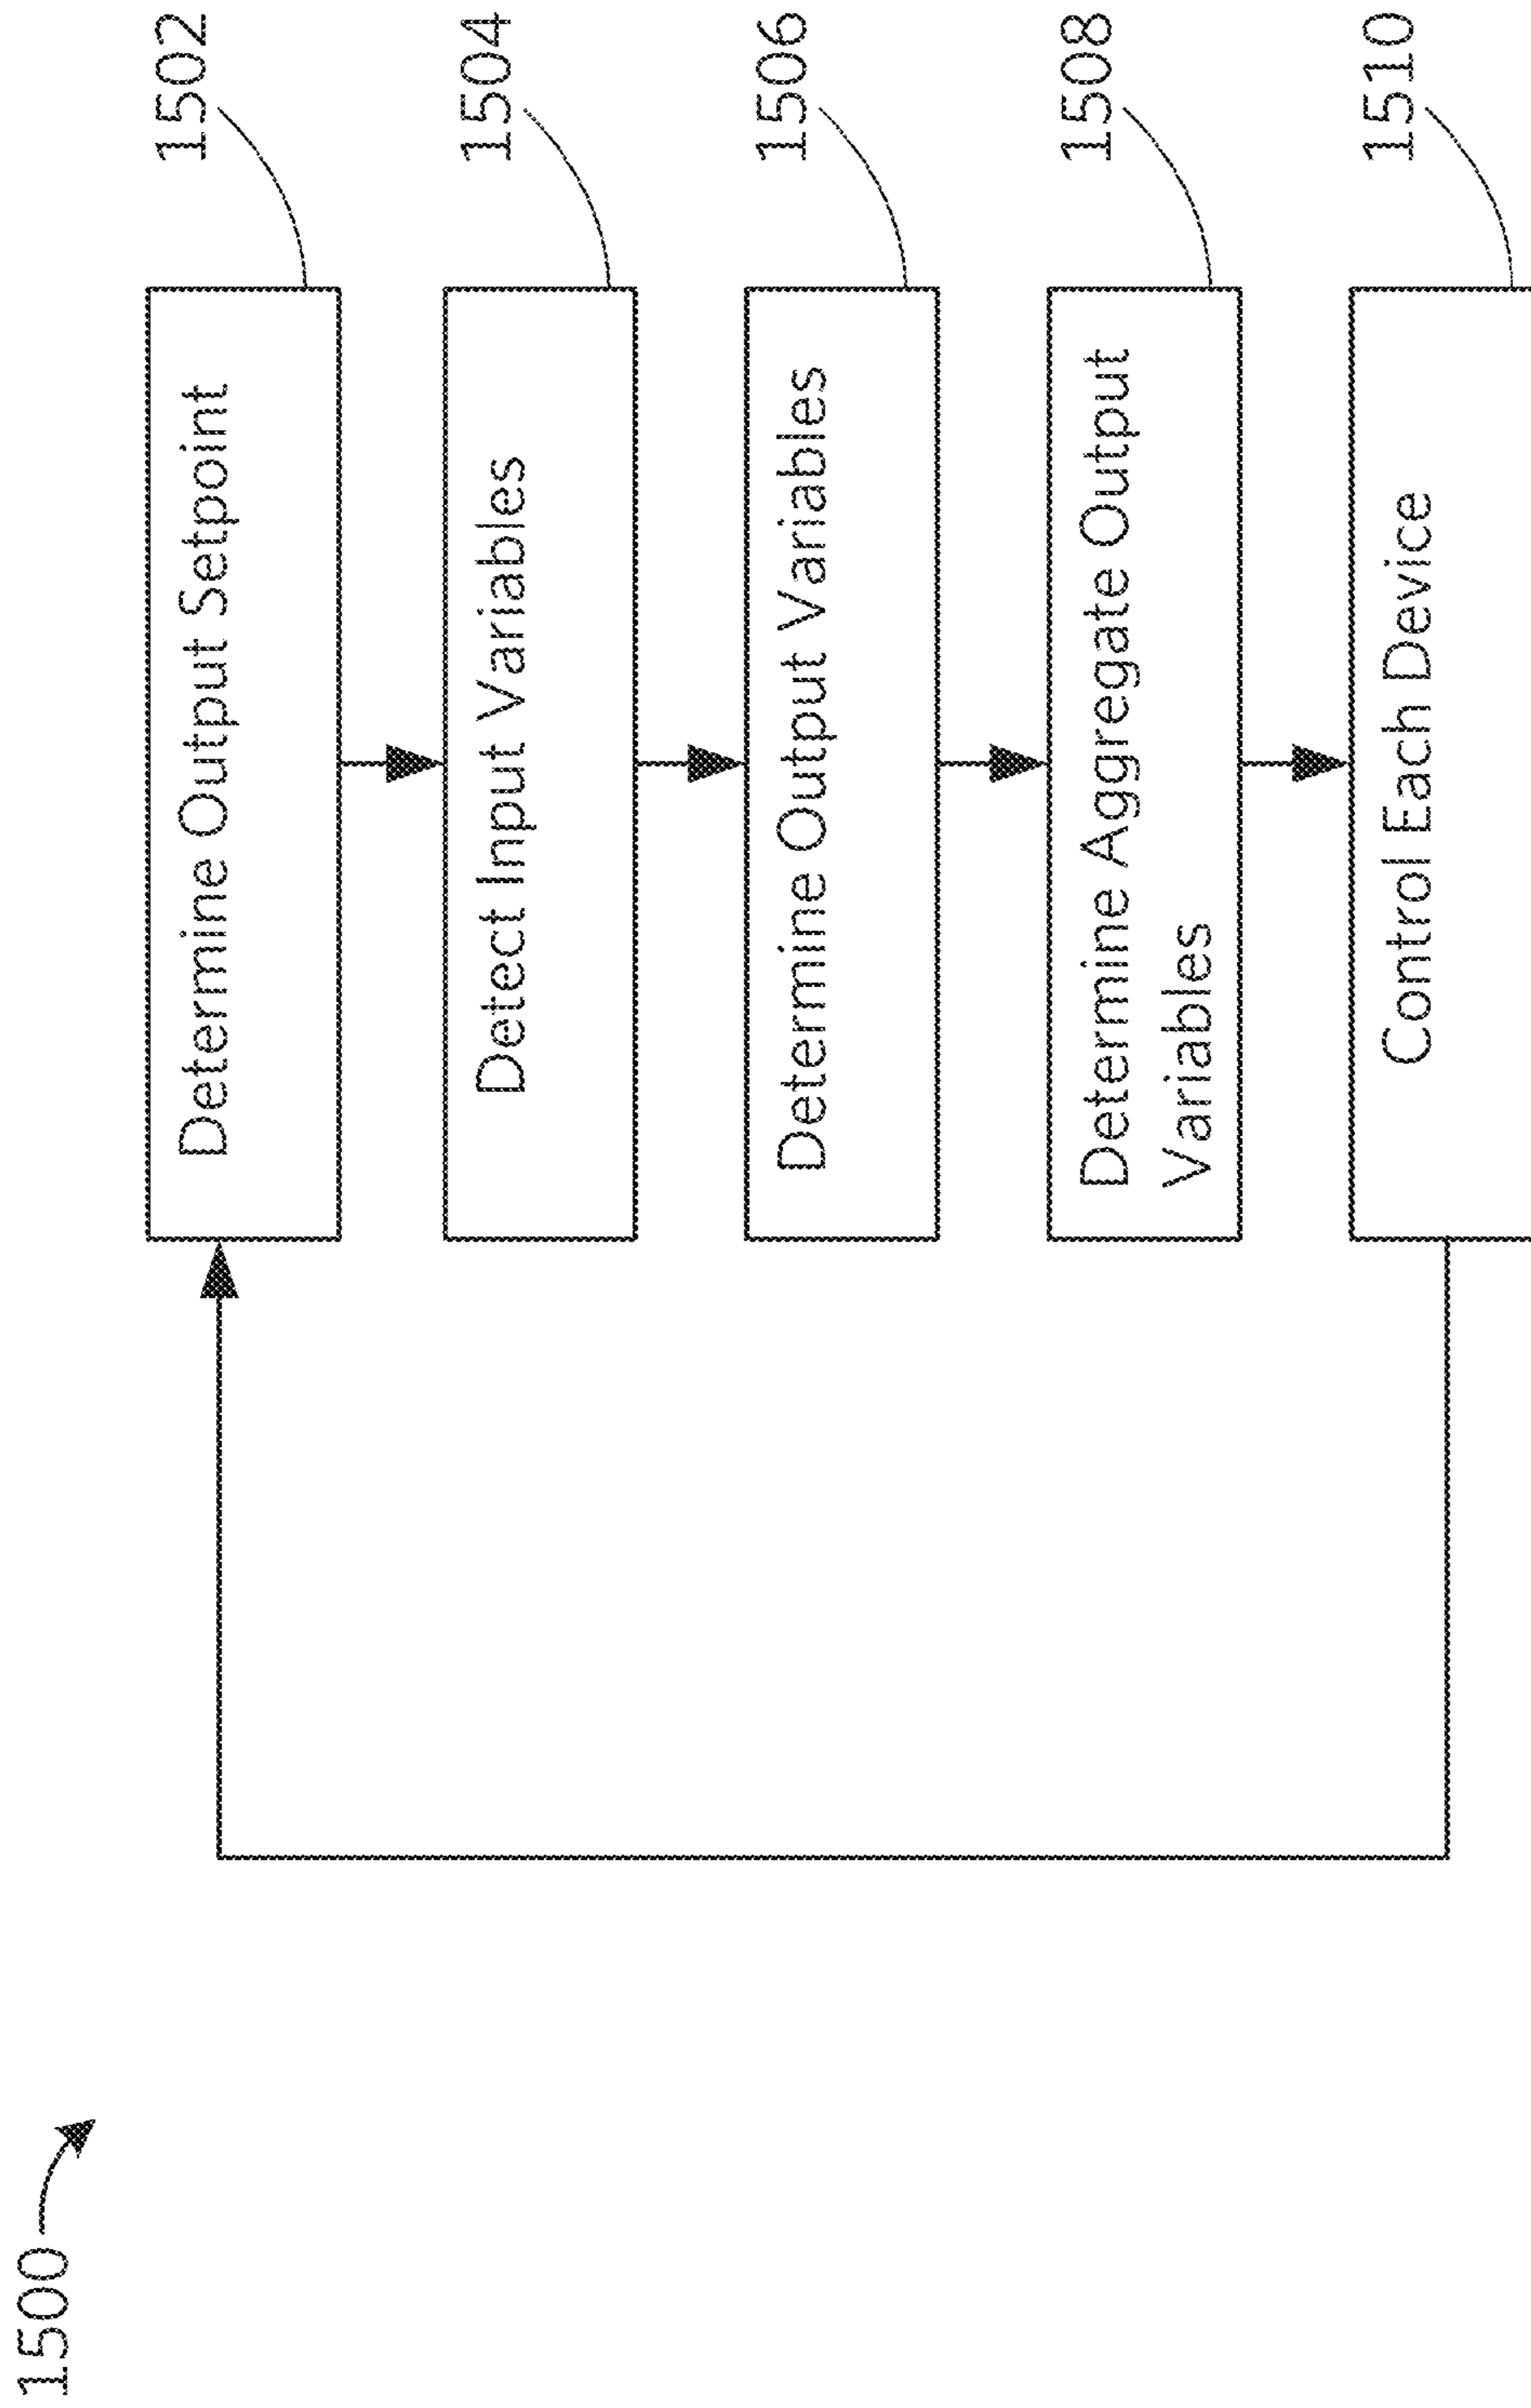 1500
Determine Output Setpoint
1502
Detect Input Variables
1504
Determine Output Variables
1506
Determine Aggregate Output
Variables
1508
Control Each Device
1510